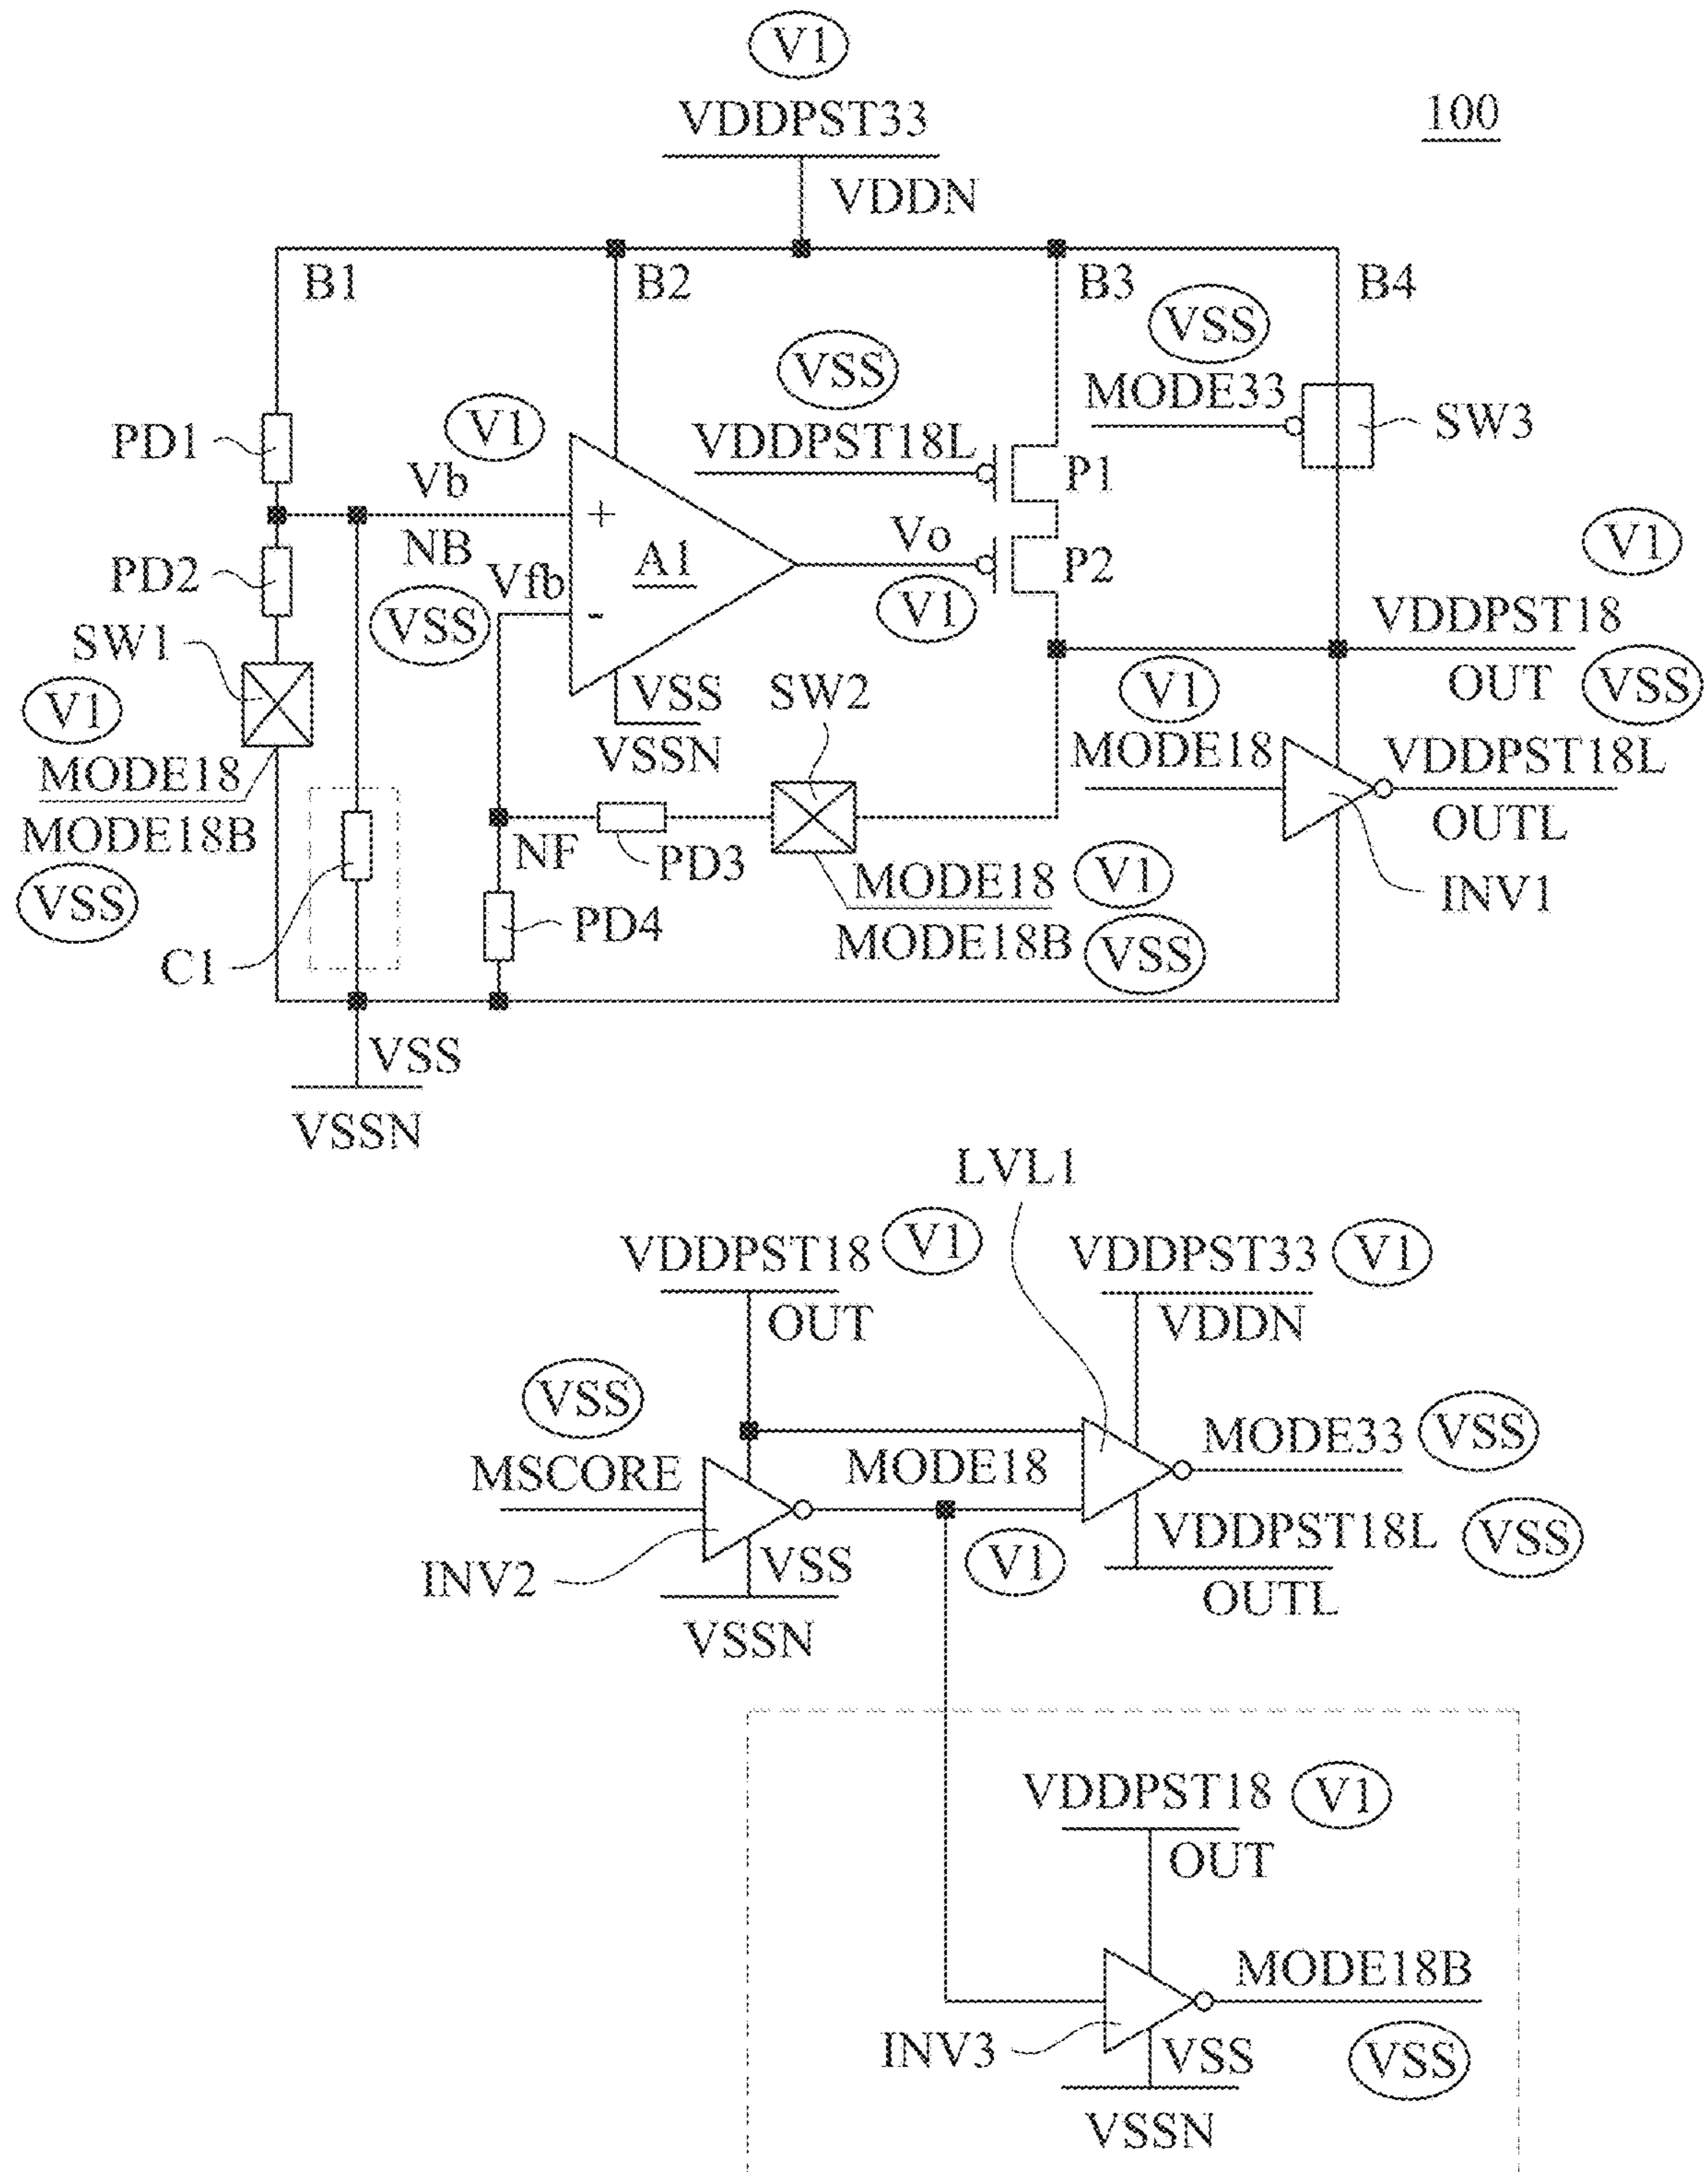 V1
VDDPST33
100
VDDN
B1
B2
B3
B4
VSS
VSS
MODE33
SW3
PD1
V1
VDDPST18L
P1
Vb
+
NB
A1
Vo
P2
V1
PD2
Vfb
-
VSS
V1
VDDPST18
SW1
V1
VSS
SW2
V1
OUT
VSS
MODE18
VSSN
MODE18
VDDPST18L
MODE18B
OUTL
VSS
NF
PD3
MODE18
V1
INV1
C1
PD4
MODE18B
VSS
VSS
VSSN
LVL1
VDDPST18
V1
VDDPST33
V1
OUT
VDDN
VSS
MSCORE
MODE18
MODE33
VSS
INV2
VSS
V1
VDDPST18L
VSS
VSSN
OUTL
VDDPST18
V1
OUT
MODE18B
INV3
VSS
VSS
VSSN